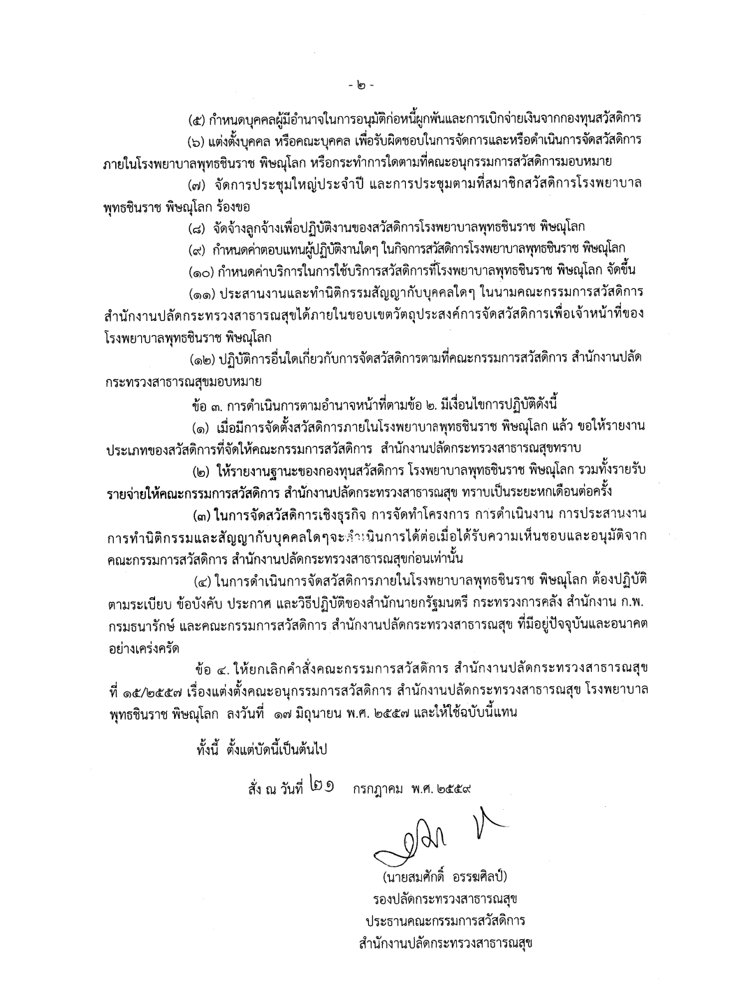 - ๒ -
(๕) กำหนดบุคคลผู้มีอำนาจในการอนุมัติก่อหนี้ผูกพันและการเบิกจ่ายเงินจากกองทุนสวัสดิการ
(๖) แต่งตั้งบุคคล หรือคณะบุคคล เพื่อรับผิดชอบในการจัดการและหรือดำเนินการจัดสวัสดิการ
ภายในโรงพยาบาลพุทธชินราช พิษณุโลก หรือกระทำการใดตามที่คณะอนุกรรมการสวัสดิการมอบหมาย
(๗) จัดการประชุมใหญ่ประจำปี และการประชุมตามที่สมาชิกสวัสดิการโรงพยาบาล
พุทธชินราช พิษณุโลก ร้องขอ
(๘) จัดจ้างลูกจ้างเพื่อปฏิบัติงานของสวัสดิการโรงพยาบาลพุทธชินราช พิษณุโลก
(๙) กำหนดค่าตอบแทนผู้ปฏิบัติงานใดๆ ในกิจการสวัสดิการโรงพยาบาลพุทธชินราช พิษณุโลก
(๑๐) กำหนดค่าบริการในการใช้บริการสวัสดิการที่โรงพยาบาลพุทธชินราช พิษณุโลก จัดขึ้น
(๑๑) ประสานงานและทำนิติกรรมสัญญากับบุคคลใดๆ ในนามคณะกรรมการสวัสดิการ
สำนักงานปลัดกระทรวงสาธารณสุขได้ภายในขอบเขตวัตถุประสงค์การจัดสวัสดิการเพื่อเจ้าหน้าที่ของ
โรงพยาบาลพุทธชินราช พิษณุโลก
(๑๒) ปฏิบัติการอื่นใดเกี่ยวกับการจัดสวัสดิการตามที่คณะกรรมการสวัสดิการ สำนักงานปลัด
กระทรวงสาธารณสุขมอบหมาย
ข้อ ๓. การดำเนินการตามอำนาจหน้าที่ตามข้อ ๒. มีเงื่อนไขการปฏิบัติดังนี้
(๑) เมื่อมีการจัดตั้งสวัสดิการภายในโรงพยาบาลพุทธชินราช พิษณุโลก แล้ว ขอให้รายงาน
ประเภทของสวัสดิการที่จัดให้คณะกรรมการสวัสดิการ สำนักงานปลัดกระทรวงสาธารณสุขทราบ
(๒) ให้รายงานฐานะของกองทุนสวัสดิการ โรงพยาบาลพุทธชินราช พิษณุโลก รวมทั้งรายรับ
รายจ่ายให้คณะกรรมการสวัสดิการ สำนักงานปลัดกระทรวงสาธารณสุข ทราบเป็นระยะหกเดือนต่อครั้ง
(๓) ในการจัดสวัสดิการเชิงธุรกิจ การจัดทำโครงการ การดำเนินงาน การประสานงาน
การทำนิติกรรมและสัญญากับบุคคลใดๆจะดำเนินการได้ต่อเมื่อได้รับความเห็นชอบและอนุมัติจาก
คณะกรรมการสวัสดิการ สำนักงานปลัดกระทรวงสาธารณสุขก่อนเท่านั้น
(๔) ในการดำเนินการจัดสวัสดิการภายในโรงพยาบาลพุทธชินราช พิษณุโลก ต้องปฏิบัติ
ตามระเบียบ ข้อบังคับ ประกาศ และวิธีปฏิบัติของสำนักนายกรัฐมนตรี กระทรวงการคลัง สำนักงาน ก.พ.
กรมธนารักษ์ และคณะกรรมการสวัสดิการ สำนักงานปลัดกระทรวงสาธารณสุข ที่มีอยู่ปัจจุบันและอนาคต
อย่างเคร่งครัด
ข้อ ๔. ให้ยกเลิกคำสั่งคณะกรรมการสวัสดิการ สำนักงานปลัดกระทรวงสาธารณสุข
ที่ ๑๕/๒๕๕๗ เรื่องแต่งตั้งคณะอนุกรรมการสวัสดิการ สำนักงานปลัดกระทรวงสาธารณสุข โรงพยาบาล
พุทธชินราช พิษณุโลก ลงวันที่ ๑๗ มิถุนายน พ.ศ. ๒๕๕๗ และให้ใช้ฉบับนี้แทน
ทั้งนี้ ตั้งแต่บัดนี้เป็นต้นไป
สั่ง ณ วันที่ ๒๑ กรกฎาคม พ.ศ. ๒๕๕๙
(นายสมศักดิ์ อรรฆศิลป์)
รองปลัดกระทรวงสาธารณสุข
ประธานคณะกรรมการสวัสดิการ
สำนักงานปลัดกระทรวงสาธารณสุข